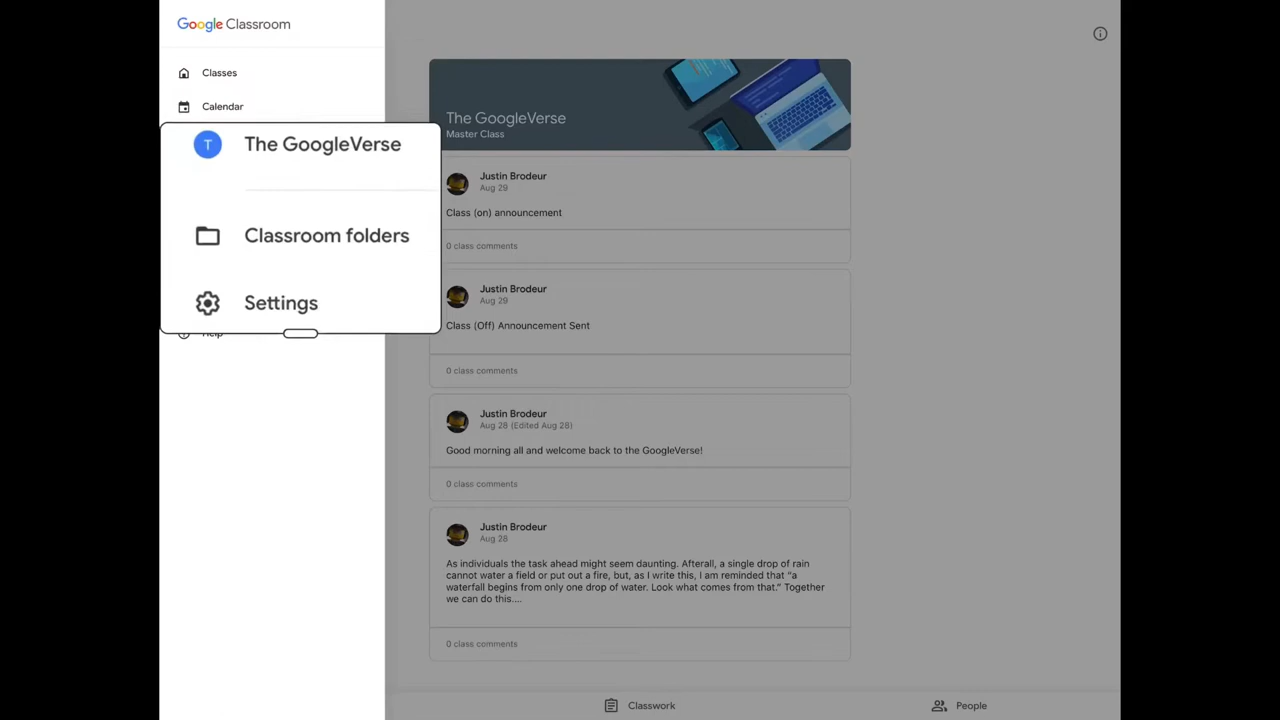 Google Classroom
Classes
Calendar
T
The GoogleVerse
Classroom folders
Settings
Help
The GoogleVerse
Master Class
Justin Brodeur
Aug 29
Class (on) announcement
0 class comments
Justin Brodeur
Aug 29
Class (Off) Announcement Sent
0 class comments
Justin Brodeur
Aug 28 (Edited Aug 28)
Good morning all and welcome back to the GoogleVerse!
0 class comments
Justin Brodeur
Aug 28
As individuals the task ahead might seem daunting. Afterall, a single drop of rain
cannot water a field or put out a fire, but, as I write this, I am reminded that "a
waterfall begins from only one drop of water. Look what comes from that." Together
we can do this....
0 class comments
Classwork
People